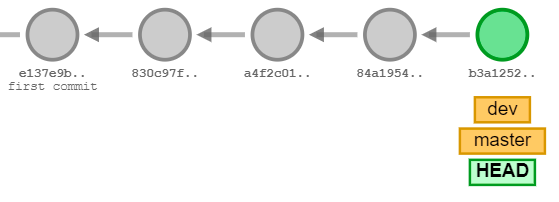 e137e9b.. 830c97f.. a4f2c01.. 84a1954.. b3a1252..
first commit
dev
master
HEAD